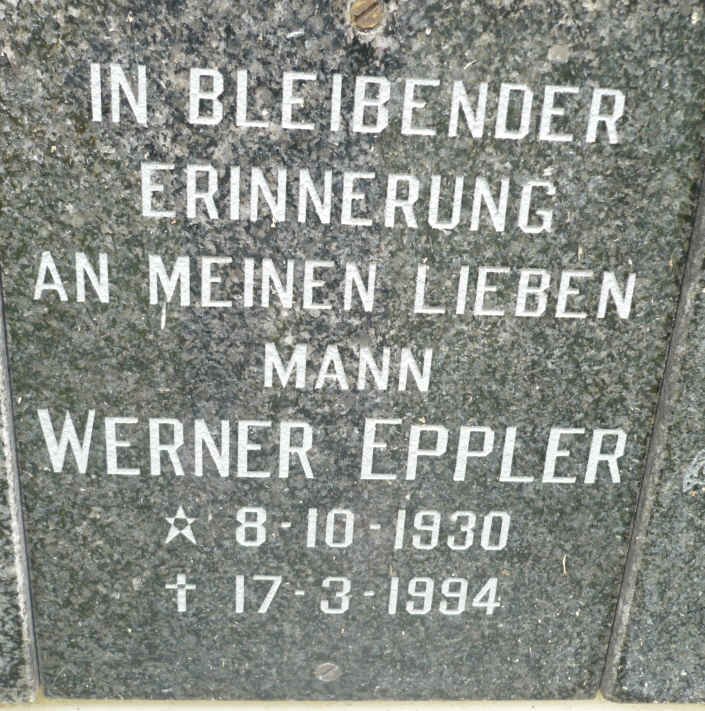 IN BLEIBENDER
ERINNERUNG
AN MEINEN LIEBEN
MANN
WERNER EPPLER
☆ 8-10-1930
✝ 17-3-1994